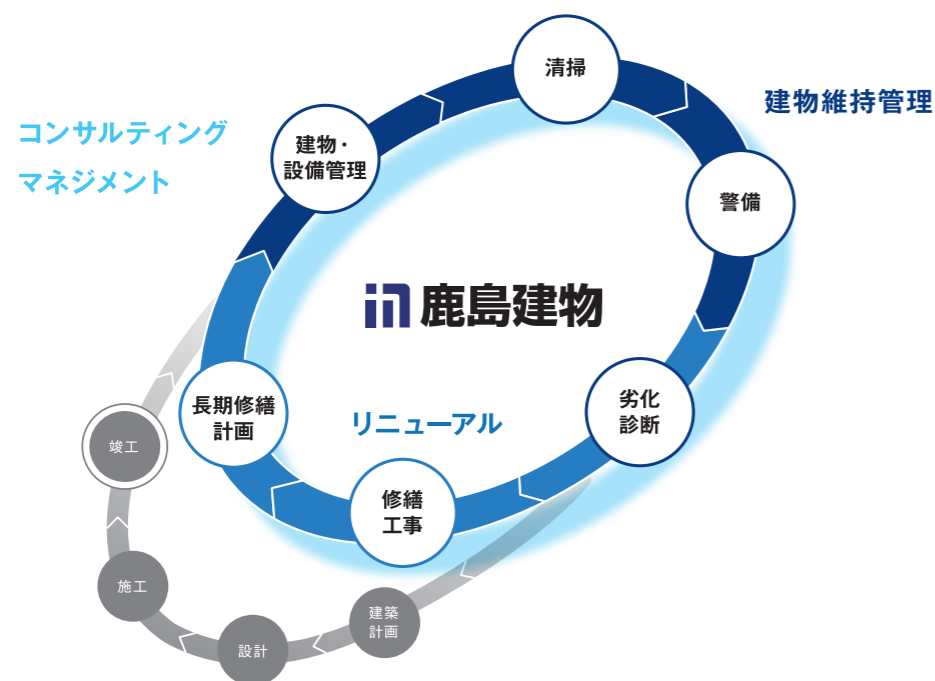 清掃
建物維持管理
コンサルティング
マネジメント
建物・
設備管理
警備
鹿島建物
劣化
診断
リニューアル
長期修繕
計画
修繕
工事
竣工
施工
設計
建築
計画